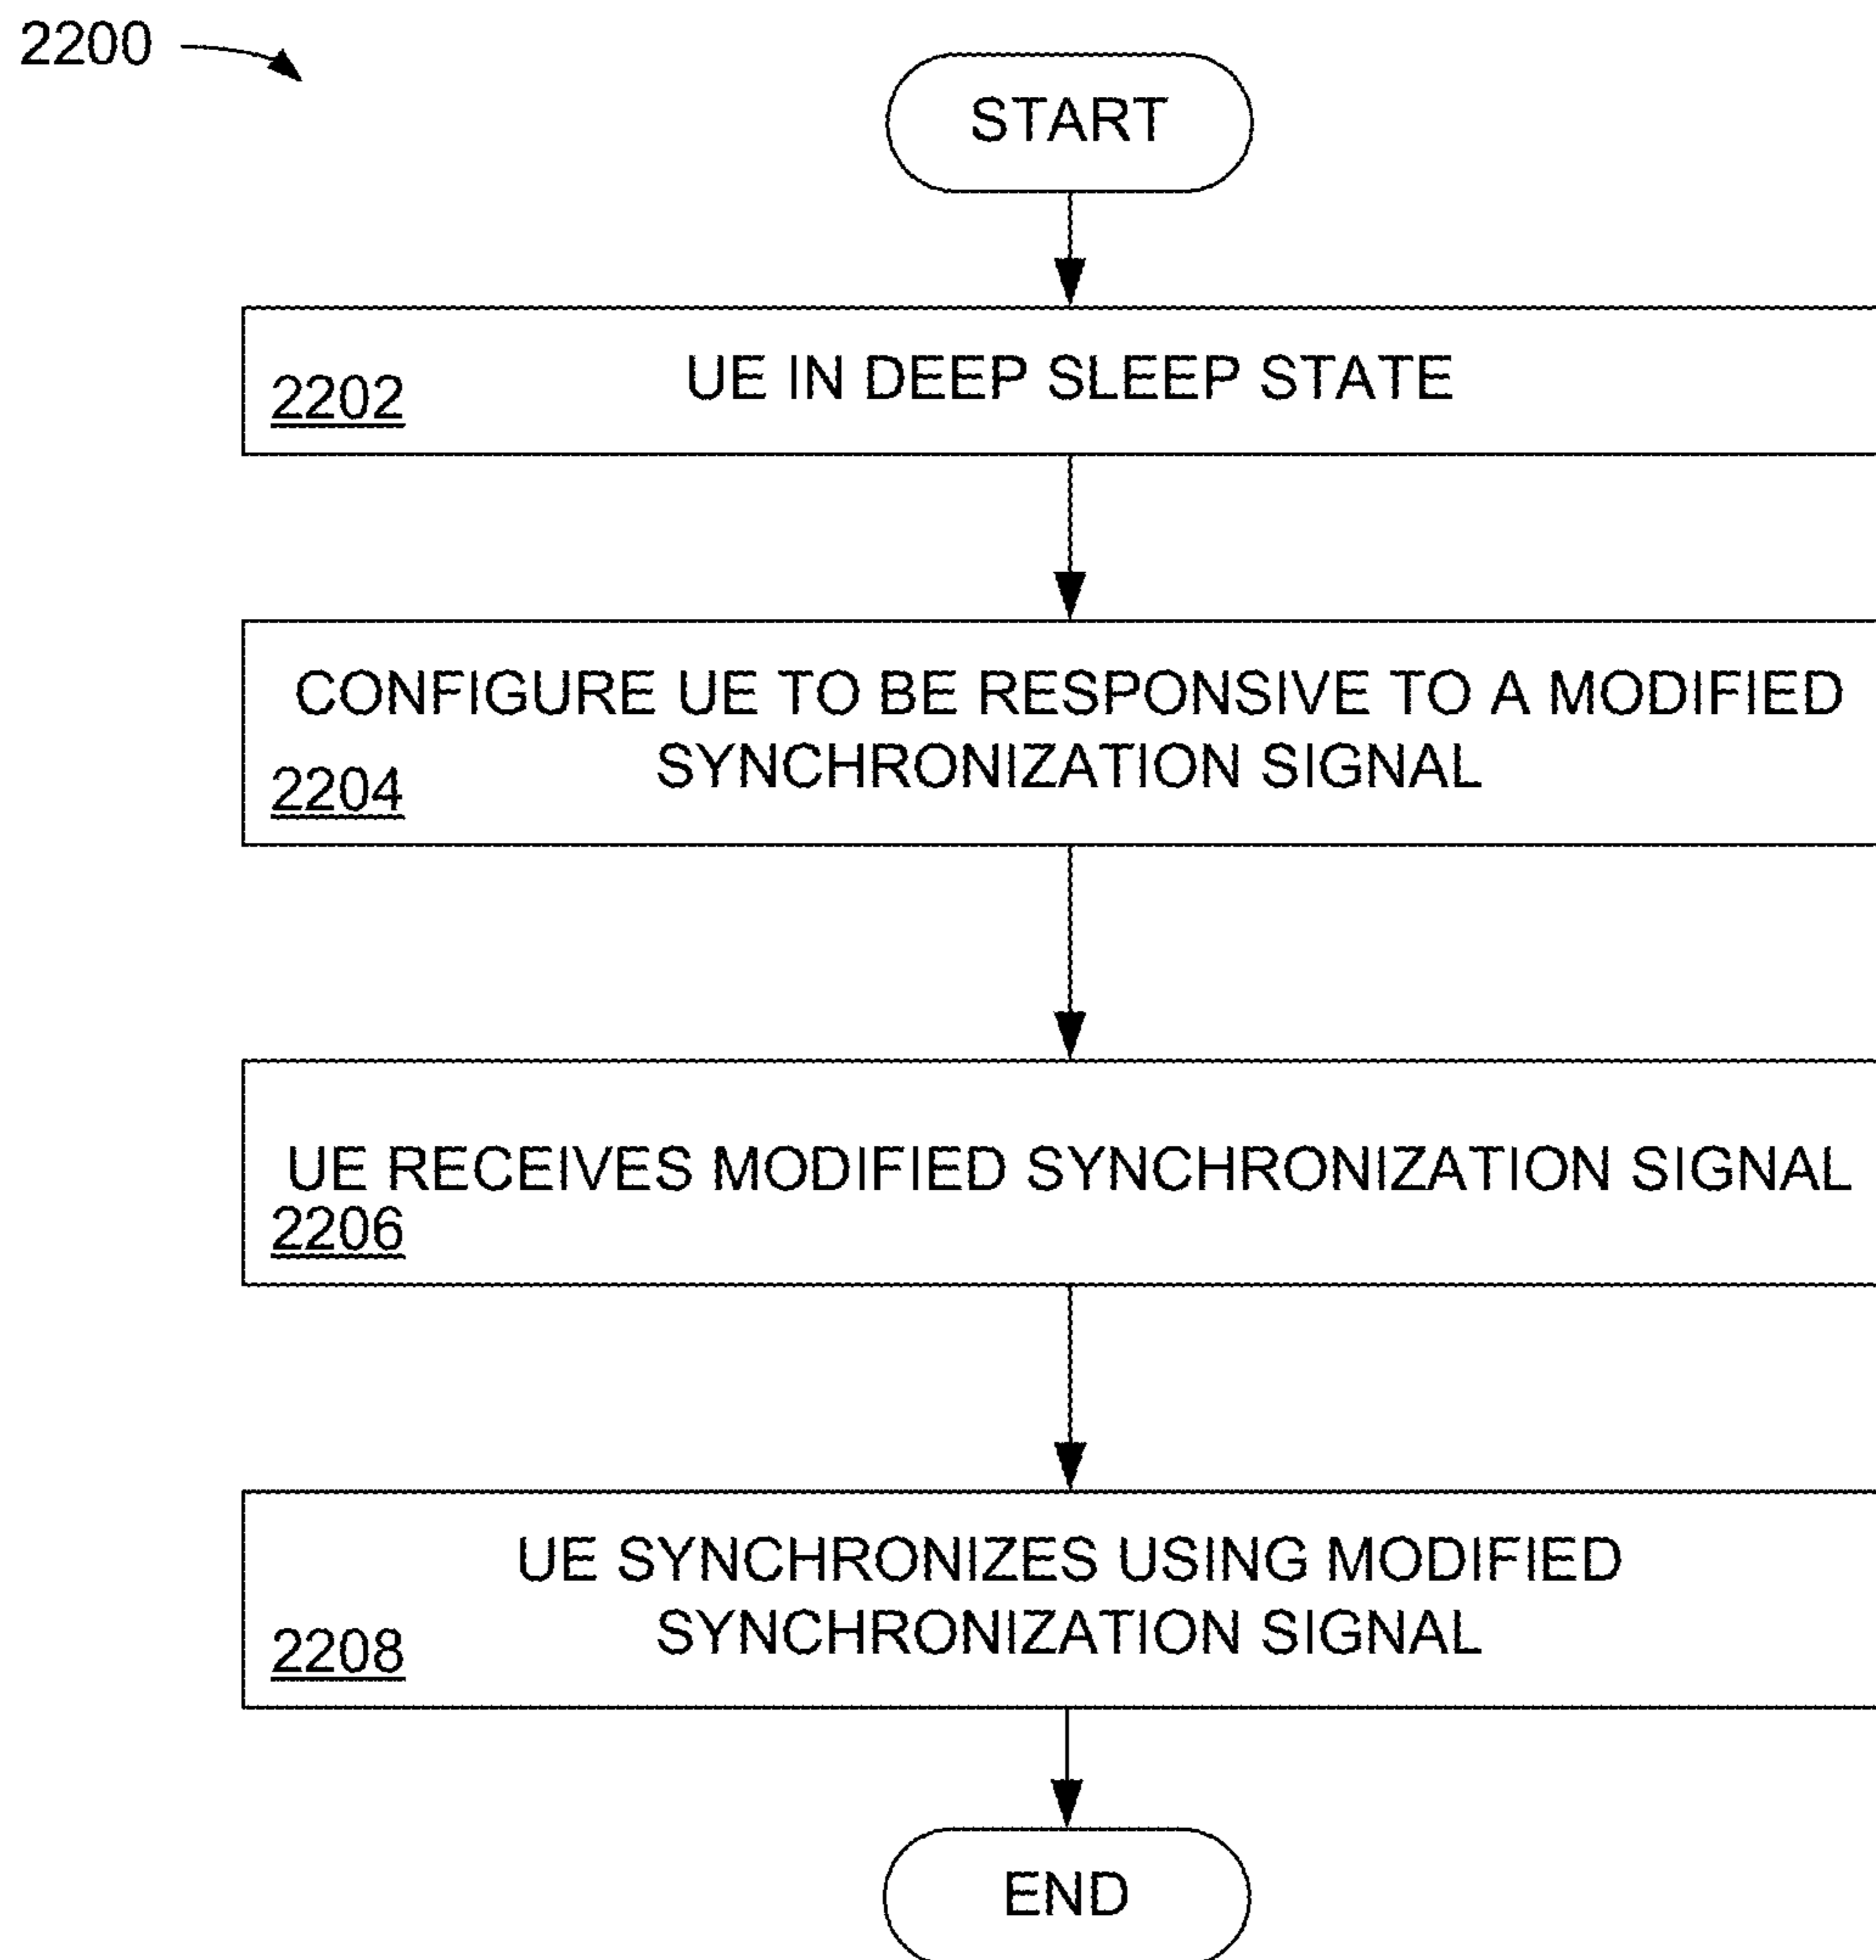 2200
START
UE IN DEEP SLEEP STATE
2202
CONFIGURE UE TO BE RESPONSIVE TO A MODIFIED
SYNCHRONIZATION SIGNAL
2204
UE RECEIVES MODIFIED SYNCHRONIZATION SIGNAL
2206
UE SYNCHRONIZES USING MODIFIED
SYNCHRONIZATION SIGNAL
2208
END